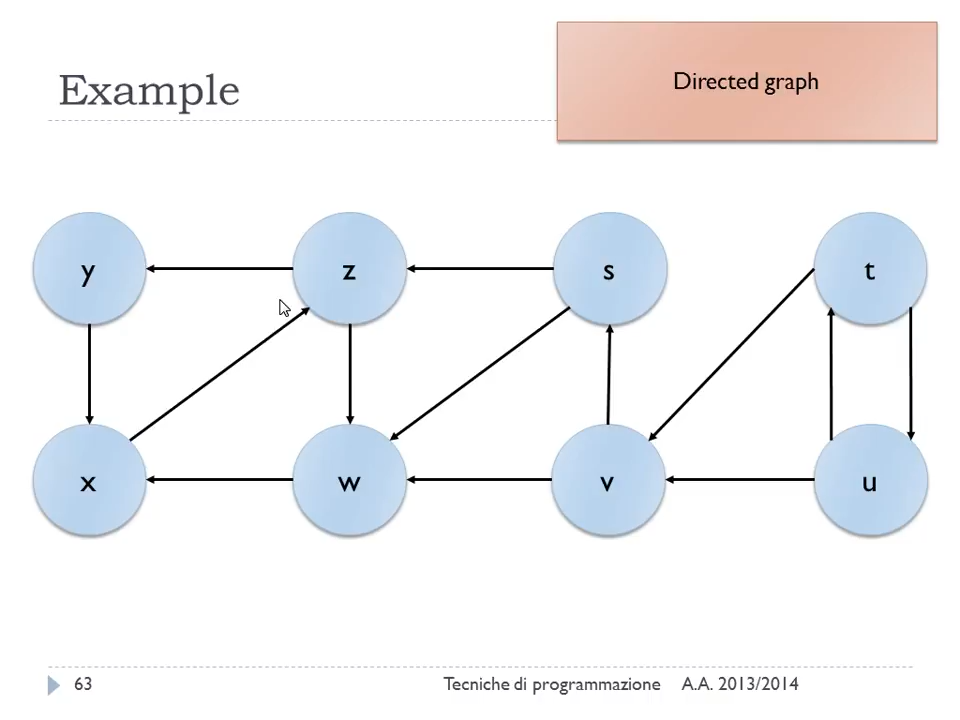 Example
Directed graph
y z s t
x w v u
63 Tecniche di programmazione A.A. 2013/2014